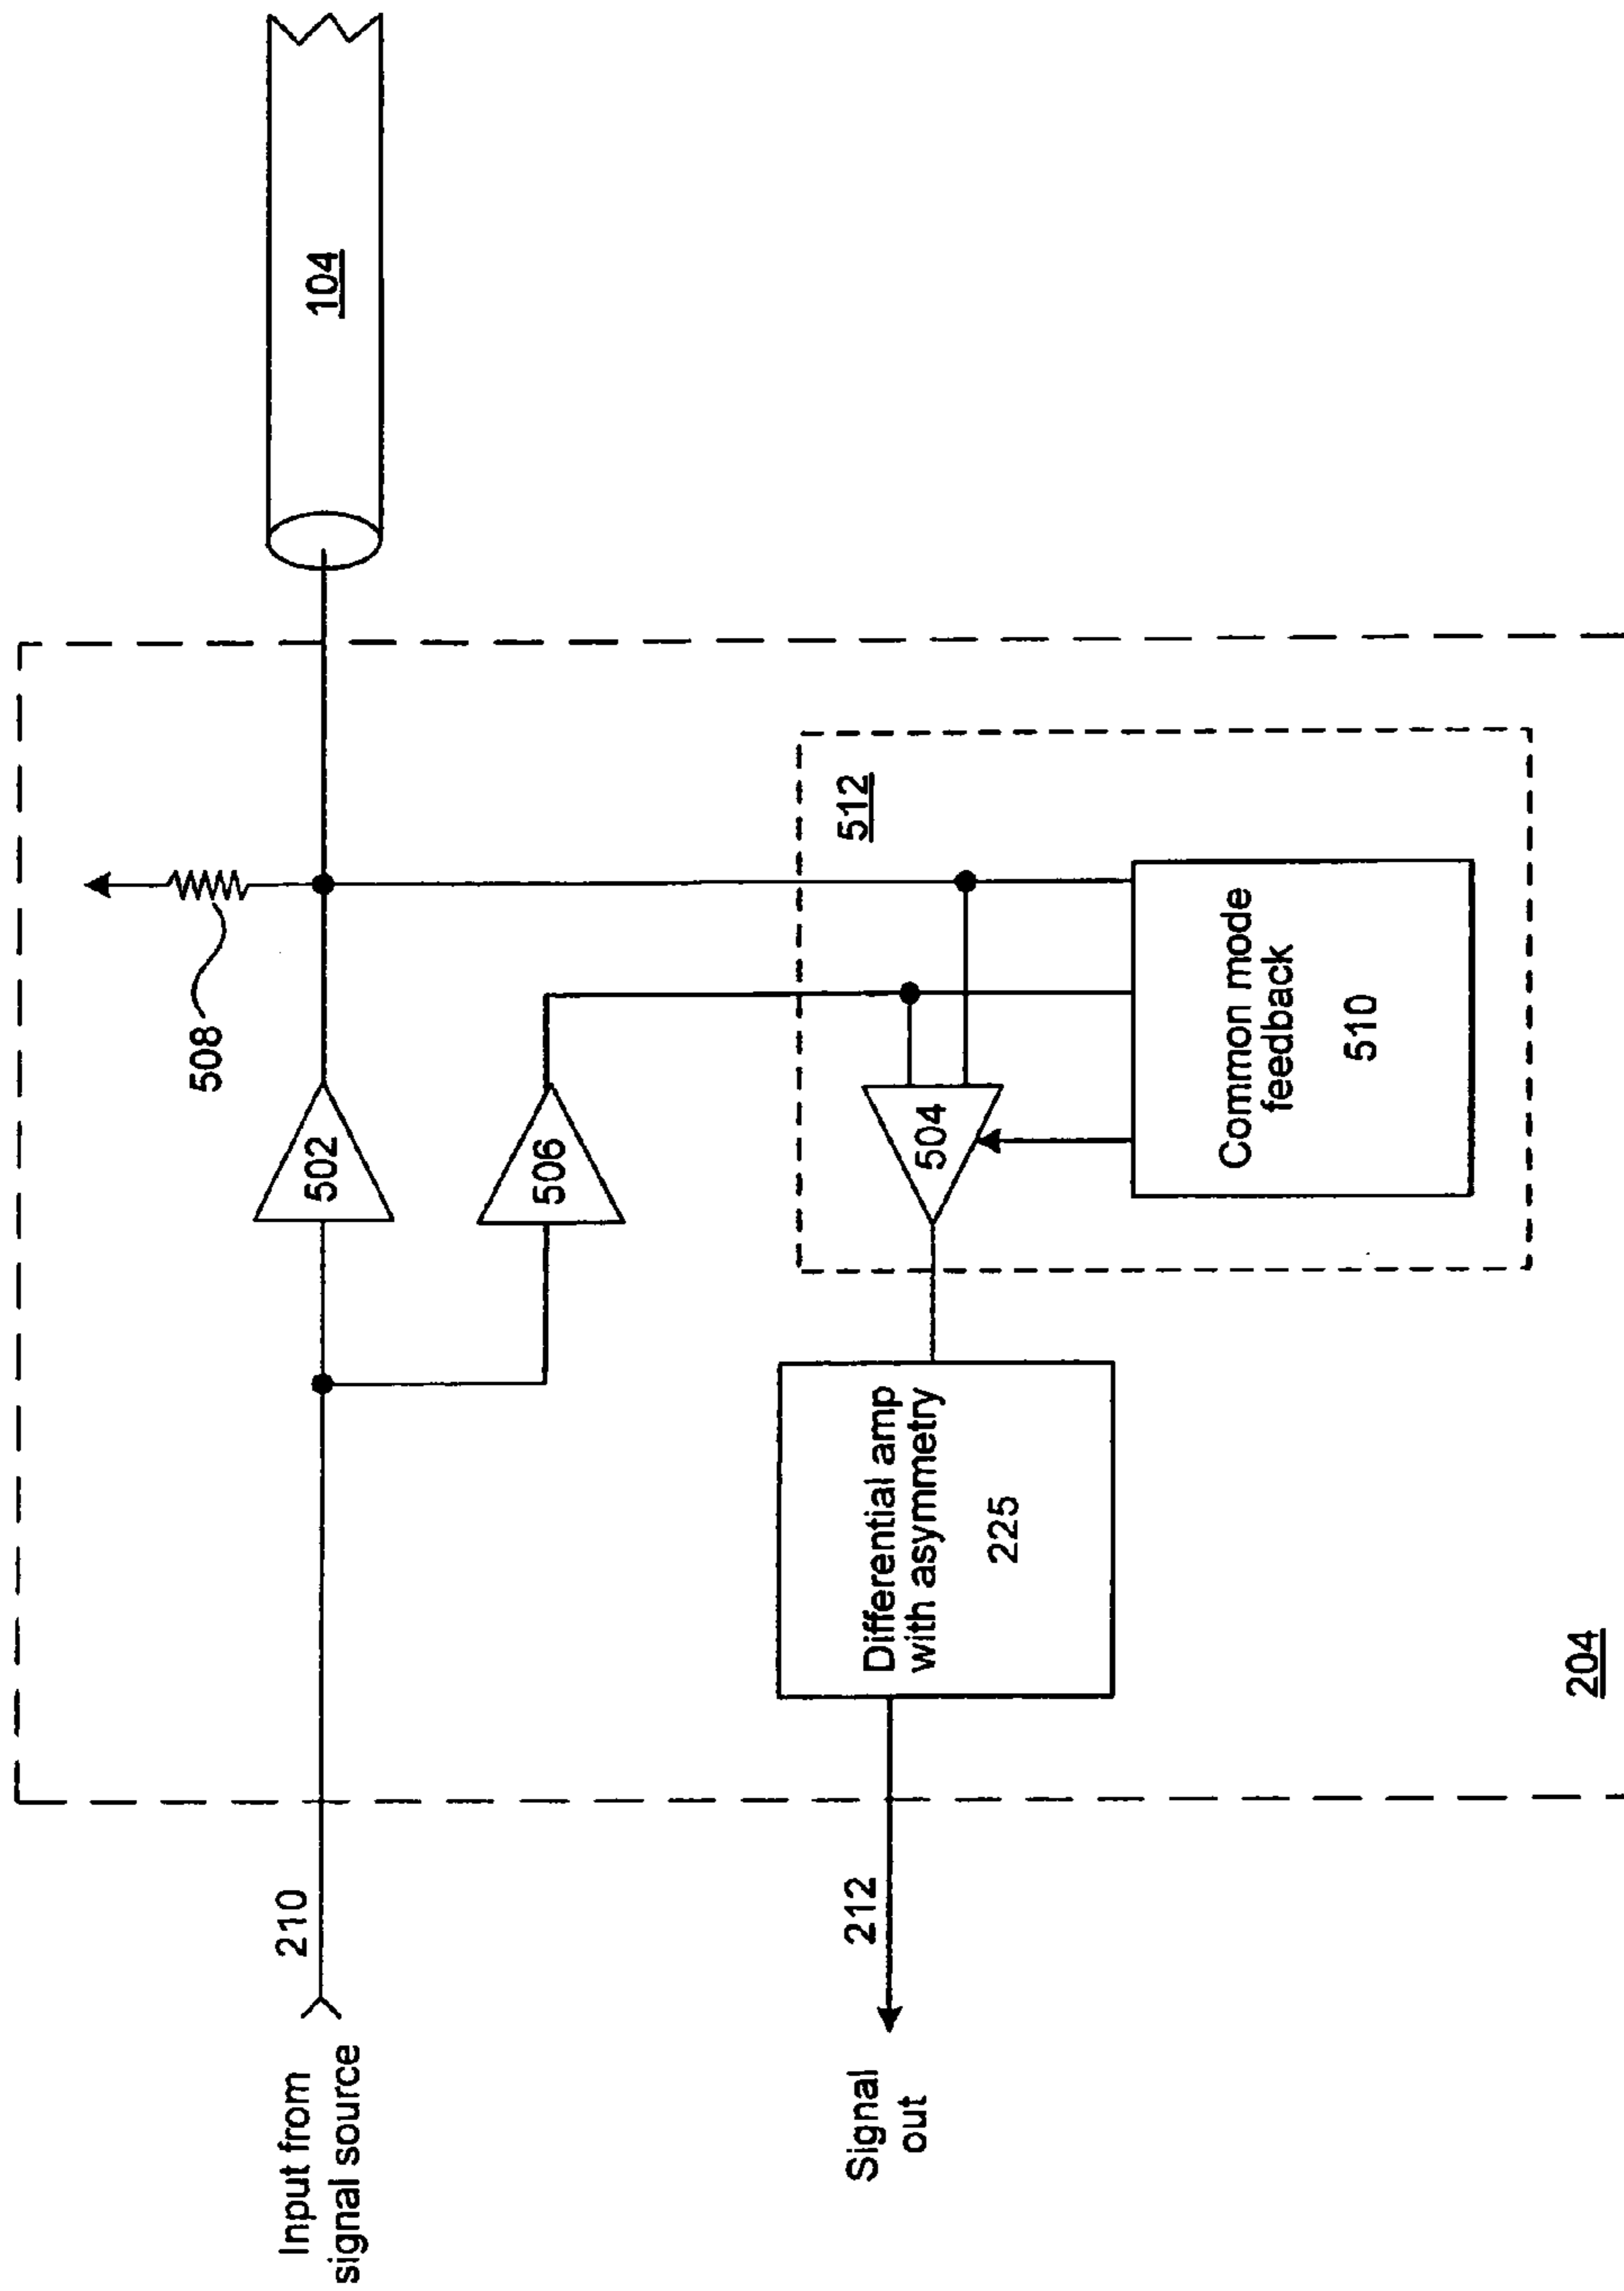 104
508
502
506
512
504
Common mode
feedback
510
Differential amp
with asymmetry
225
204
210
Input from
signal source
212
Signal
out